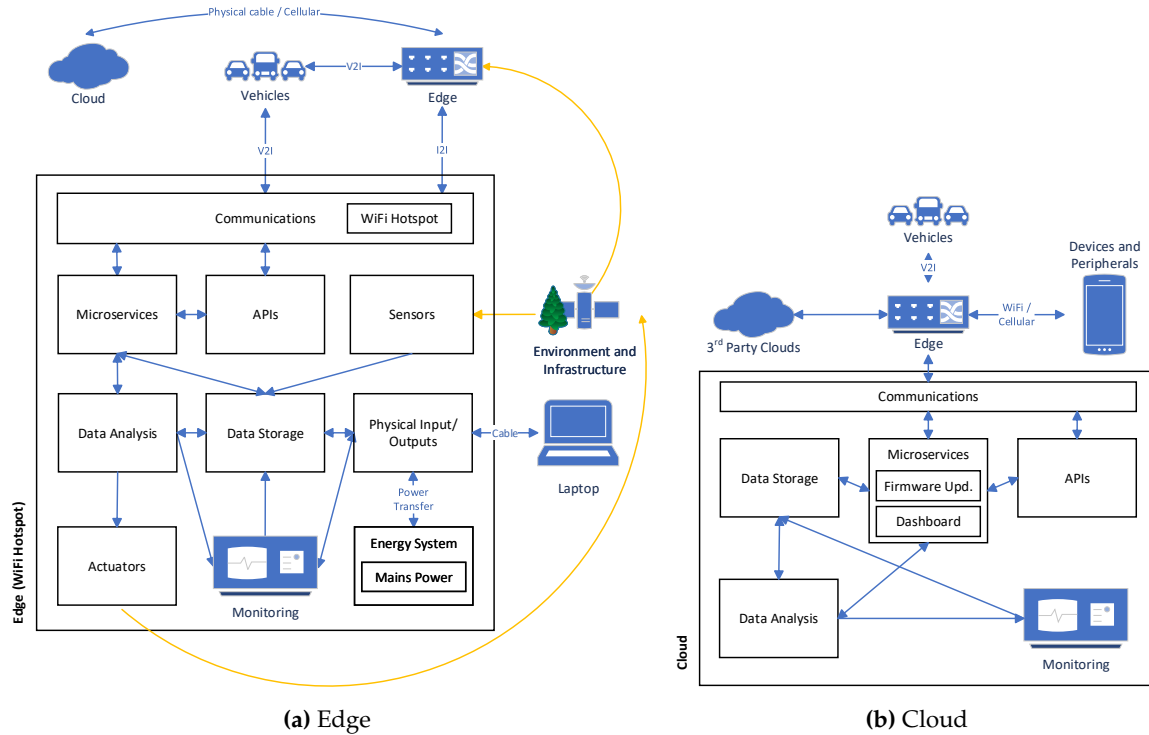 Physical cable / Cellular
Cloud
Vehicles
V2I
Edge
V2I
I2I
Edge (WiFi Hotspot)
Communications
WiFi Hotspot
Microservices
APIs
Sensors
Environment and
Infrastructure
Data Analysis
Data Storage
Physical Input/
Outputs
Cable
Laptop
Power
Transfer
Actuators
Monitoring
Energy System
Mains Power
(a) Edge
Vehicles
V2I
Devices and
Peripherals
3rd Party Clouds
Edge
WiFi /
Cellular
Cloud
Communications
Data Storage
Microservices
Firmware Upd.
Dashboard
APIs
Data Analysis
Monitoring
(b) Cloud